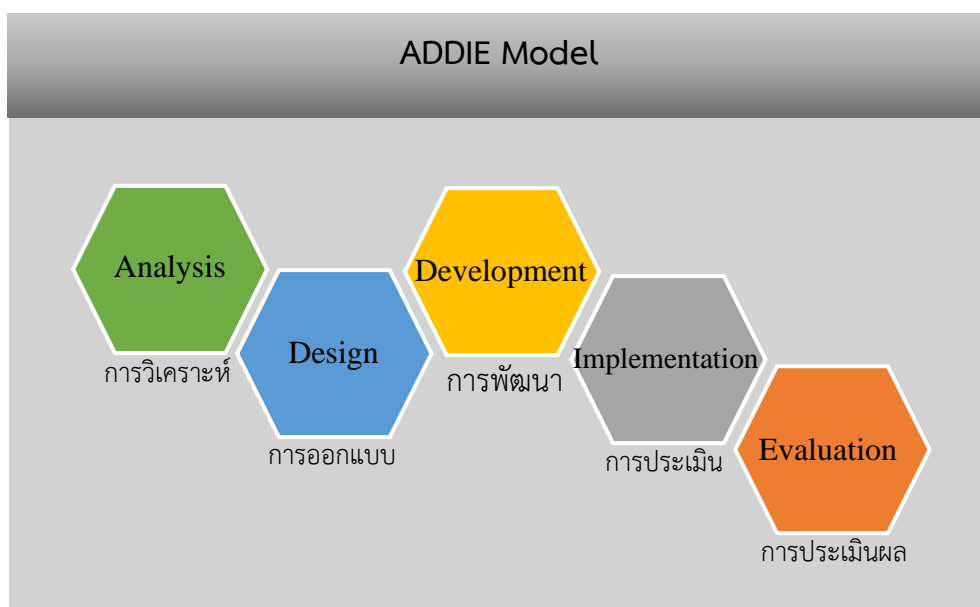 ADDIE Model
Analysis
การวิเคราะห์
Design
การออกแบบ
Development
การพัฒนา
Implementation
การประเมิน
Evaluation
การประเมินผล